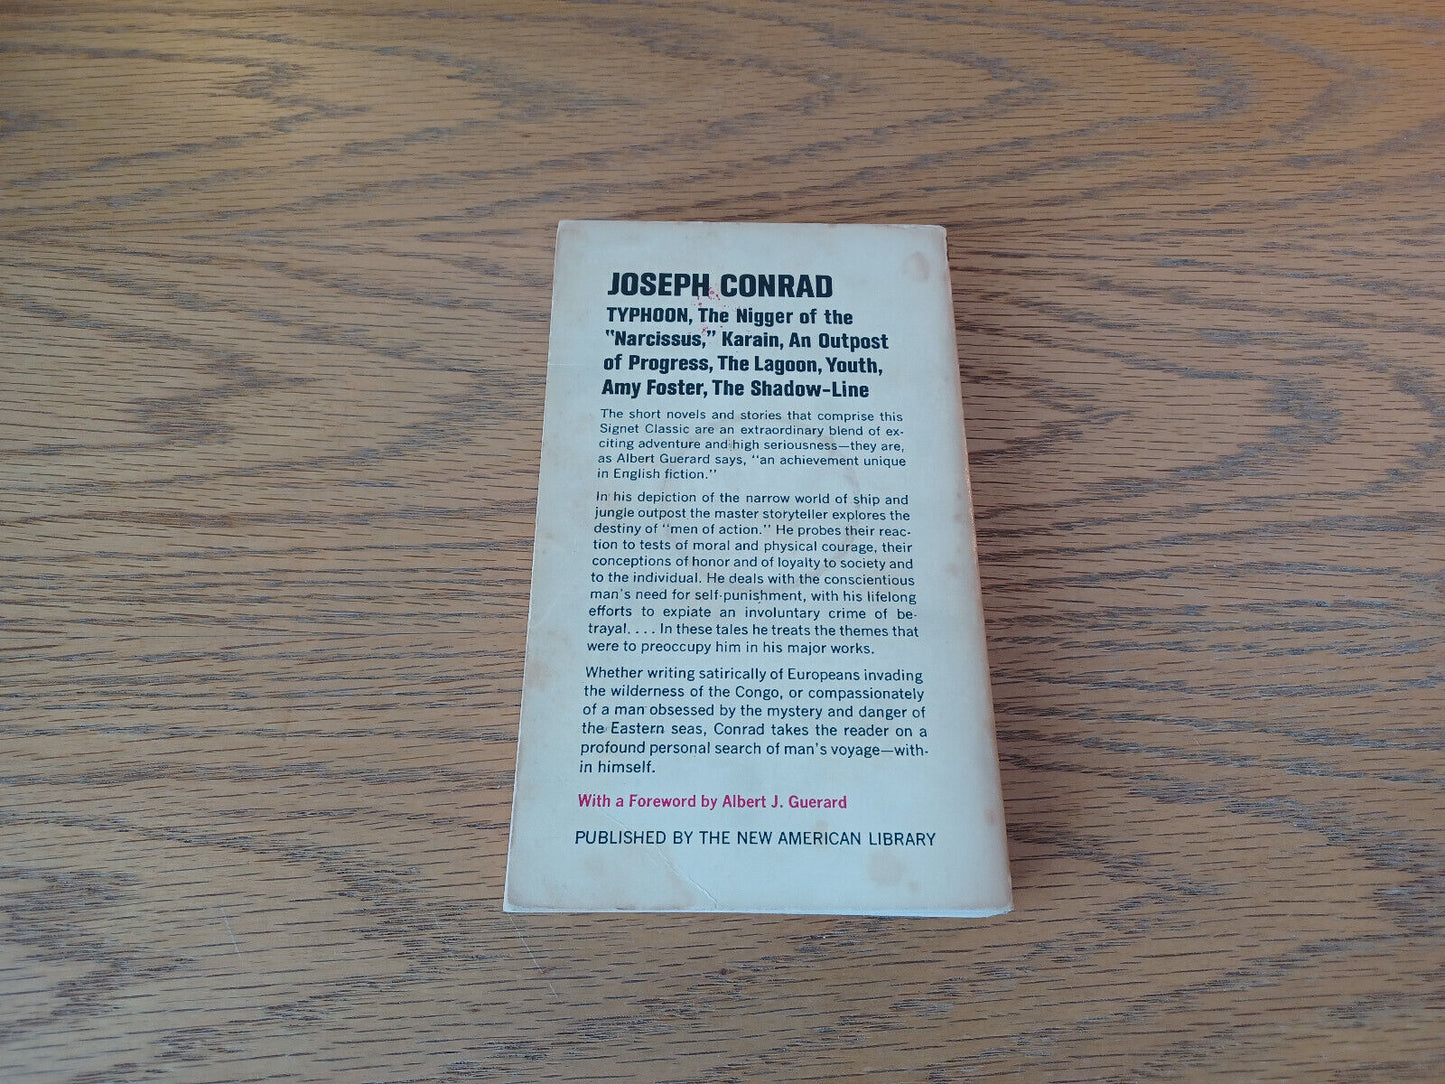 JOSEPH CONRAD
TYPHOON, The Nigger of the
"Narcissus," Karain, An Outpost
of Progress, The Lagoon, Youth,
Amy Foster, The Shadow-Line
The short novels and stories that comprise this
Signet Classic are an extraordinary blend of ex-
citing adventure and high seriousness—they are,
as Albert Guerard says, "an achievement unique
in English fiction."
In his depiction of the narrow world of ship and
jungle outpost the master storyteller explores the
destiny of "men of action." He probes their reac-
tion to tests of moral and physical courage, their
conceptions of honor and of loyalty to society and
to the individual. He deals with the conscientious
man's need for self-punishment, with his lifelong
efforts to expiate an involuntary crime of be-
trayal. . . . In these tales he treats the themes that
were to preoccupy him in his major works.
Whether writing satirically of Europeans invading
the wilderness of the Congo, or compassionately
of a man obsessed by the mystery and danger of
the Eastern seas, Conrad takes the reader on a
profound personal search of man's voyage—with-
in himself.
With a Foreword by Albert J. Guerard
PUBLISHED BY THE NEW AMERICAN LIBRARY